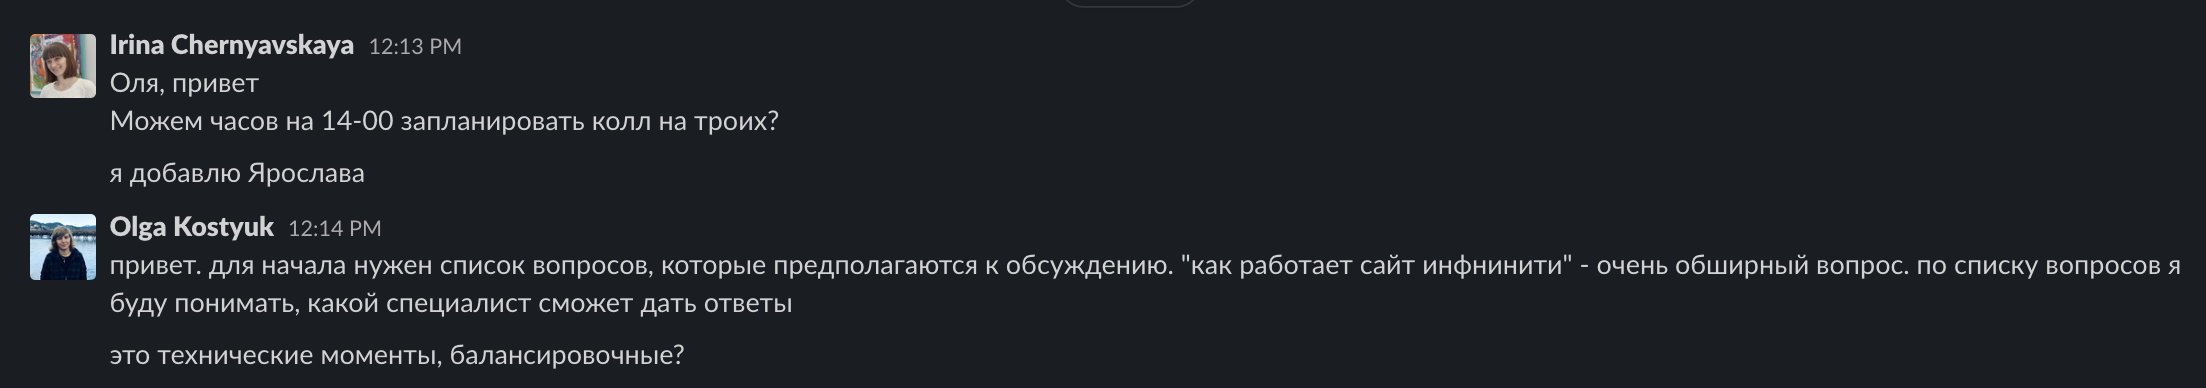 Irina Chernyavskaya 12:13 PM
Оля, привет
Можем часов на 14-00 запланировать колл на троих?
я добавлю Ярослава
Olga Kostyuk 12:14 PM
привет. для начала нужен список вопросов, которые предполагаются к обсуждению. "как работает сайт инфнинити" - очень обширный вопрос. по списку вопросов я
буду понимать, какой специалист сможет дать ответы
это технические моменты, балансировочные?